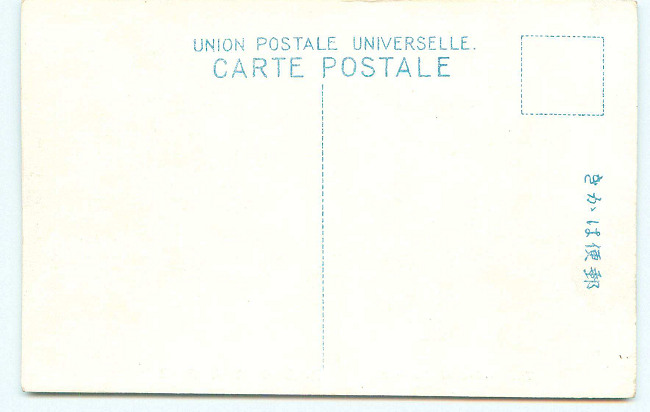 UNION POSTALE UNIVERSELLE.
CARTE POSTALE
きかは便郵